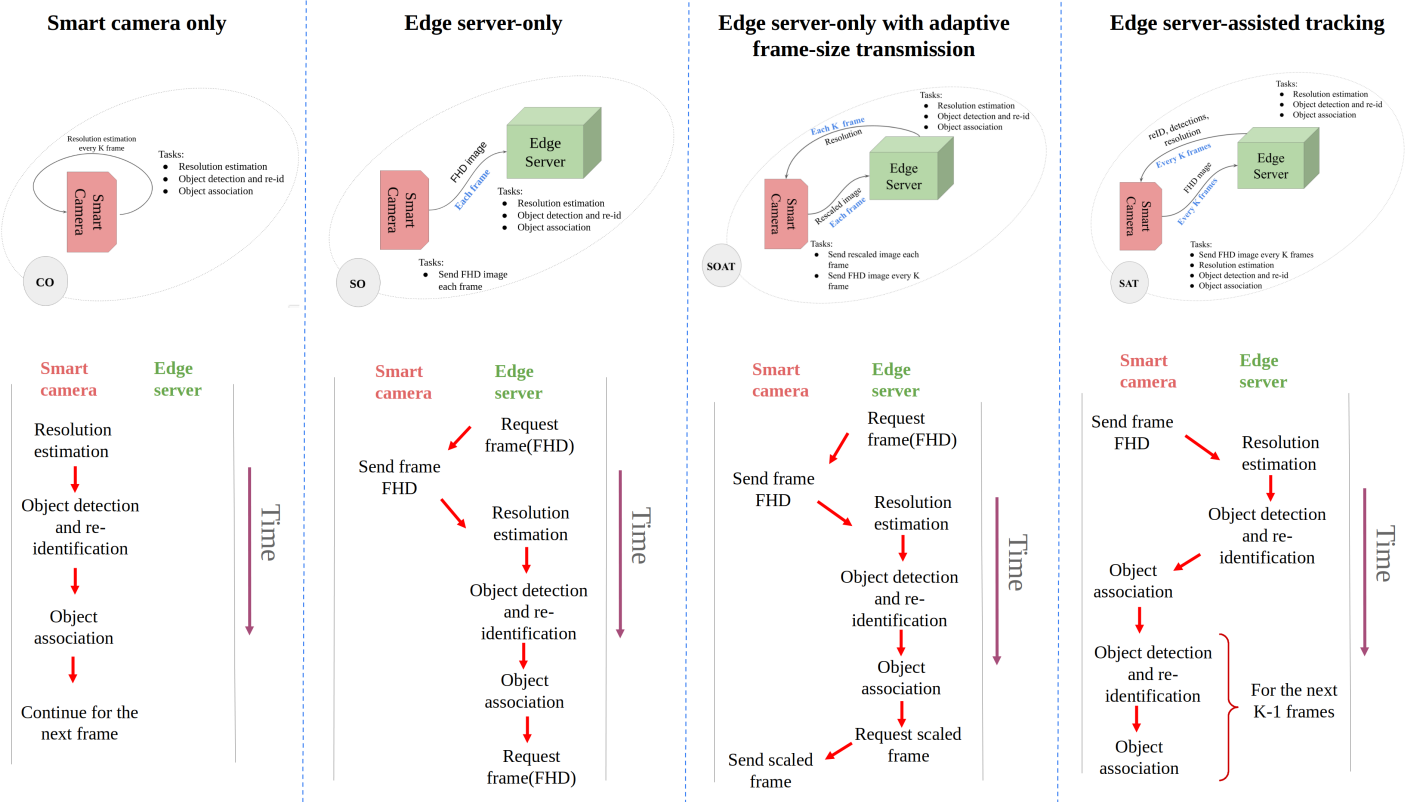 Smart camera only
Resolution estimation
every K frame
Tasks:
● Resolution estimation
● Object detection and re-id
● Object association
Smart
Camera
CO
Smart
camera
Edge
server
Resolution
estimation
Object detection
and re-
identification
Object
association
Continue for the
next frame
Time
Edge server-only
Edge
Server
FHD image
Each frame
Smart
Camera
Tasks:
● Resolution estimation
● Object detection and re-id
● Object association
Tasks:
● Send FHD image
each frame
SO
Smart
camera
Edge
server
Request
frame(FHD)
Send frame
FHD
Resolution
estimation
Object detection
and re-
identification
Object
association
Request
frame(FHD)
Time
Edge server-only with adaptive
frame-size transmission
Tasks:
● Resolution estimation
● Object detection and re-id
● Object association
Each K frame
Resolution
Edge
Server
Smart
Camera
Rescaled image
Each frame
Tasks:
● Send rescaled image each
frame
● Send FHD image every K
frame
SOAT
Smart
camera
Edge
server
Request
frame(FHD)
Send frame
FHD
Resolution
estimation
Object detection
and re-
identification
Object
association
Request scaled
frame
Send scaled
frame
Time
Edge server-assisted tracking
Tasks:
● Resolution estimation
● Object detection and re-id
● Object association
reID, detections,
resolution
Every K frames
Edge
Server
Smart
Camera
FHD mage
Every K frames
Tasks:
● Send FHD image every K frames
● Resolution estimation
● Object detection and re-id
● Object association
SAT
Smart
camera
Edge
server
Send frame
FHD
Resolution
estimation
Object detection
and re-
identification
Object
association
Object detection
and re-
identification
Object
association
For the next
K-1 frames
Time